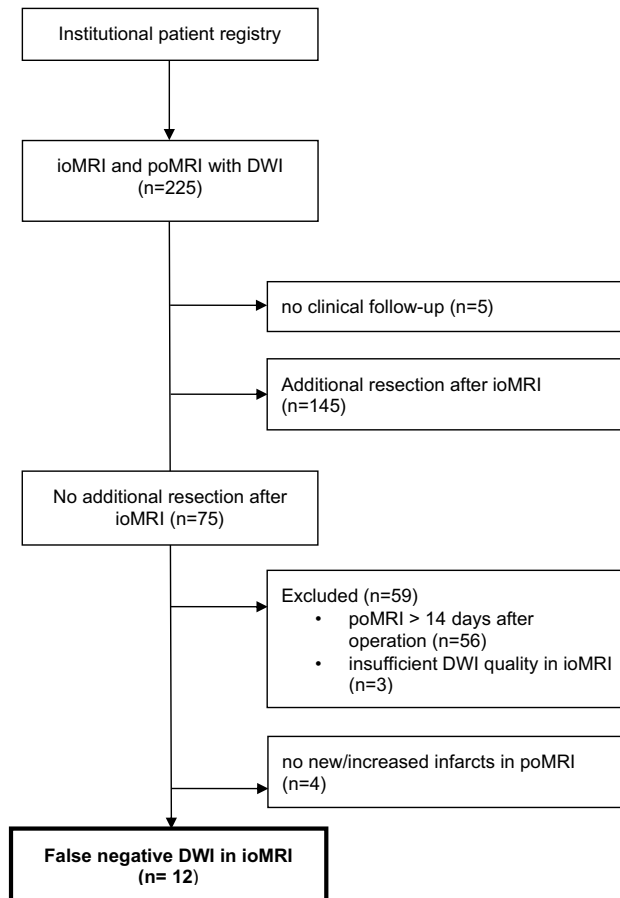 Institutional patient registry
ioMRI and poMRI with DWI
(n=225)
no clinical follow-up (n=5)
Additional resection after ioMRI
(n=145)
No additional resection after
ioMRI (n=75)
Excluded (n=59)
• poMRI > 14 days after
operation (n=56)
• insufficient DWI quality in ioMRI
(n=3)
no new/increased infarcts in poMRI
(n=4)
False negative DWI in ioMRI
(n= 12)